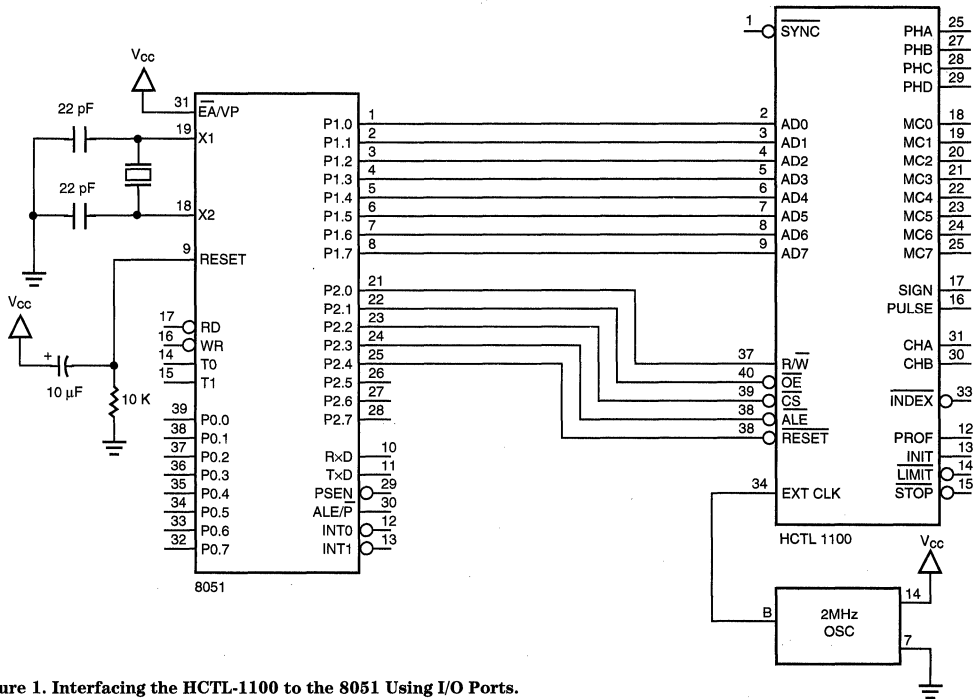 VCC
22 pF
22 pF
31 EA/VP
19 X1
18 X2
9 RESET
VCC
+
10 µF
10 K
17 RD
16 WR
14 T0
15 T1
39 P0.0
38 P0.1
37 P0.2
36 P0.3
35 P0.4
34 P0.5
33 P0.6
32 P0.7
P1.0 1
P1.1 2
P1.2 3
P1.3 4
P1.4 5
P1.5 6
P1.6 7
P1.7 8
P2.0 21
P2.1 22
P2.2 23
P2.3 24
P2.4 25
P2.5 26
P2.6 27
P2.7 28
RxD 10
TxD 11
PSEN 29
ALE/P 30
INT0 12
INT1 13
8051
1 SYNC
2 AD0
3 AD1
4 AD2
5 AD3
6 AD4
7 AD5
8 AD6
9 AD7
37 R/W
40 OE
39 CS
38 ALE
38 RESET
34 EXT CLK
PHA 25
PHB 27
PHC 28
PHD 29
MC0 18
MC1 19
MC2 20
MC3 21
MC4 22
MC5 23
MC6 24
MC7 25
SIGN 17
PULSE 16
CHA 31
CHB 30
INDEX 33
PROF 12
INIT 13
LIMIT 14
STOP 15
HCTL 1100
VCC
14
B
2MHz
OSC
7
ure 1. Interfacing the HCTL-1100 to the 8051 Using I/O Ports.